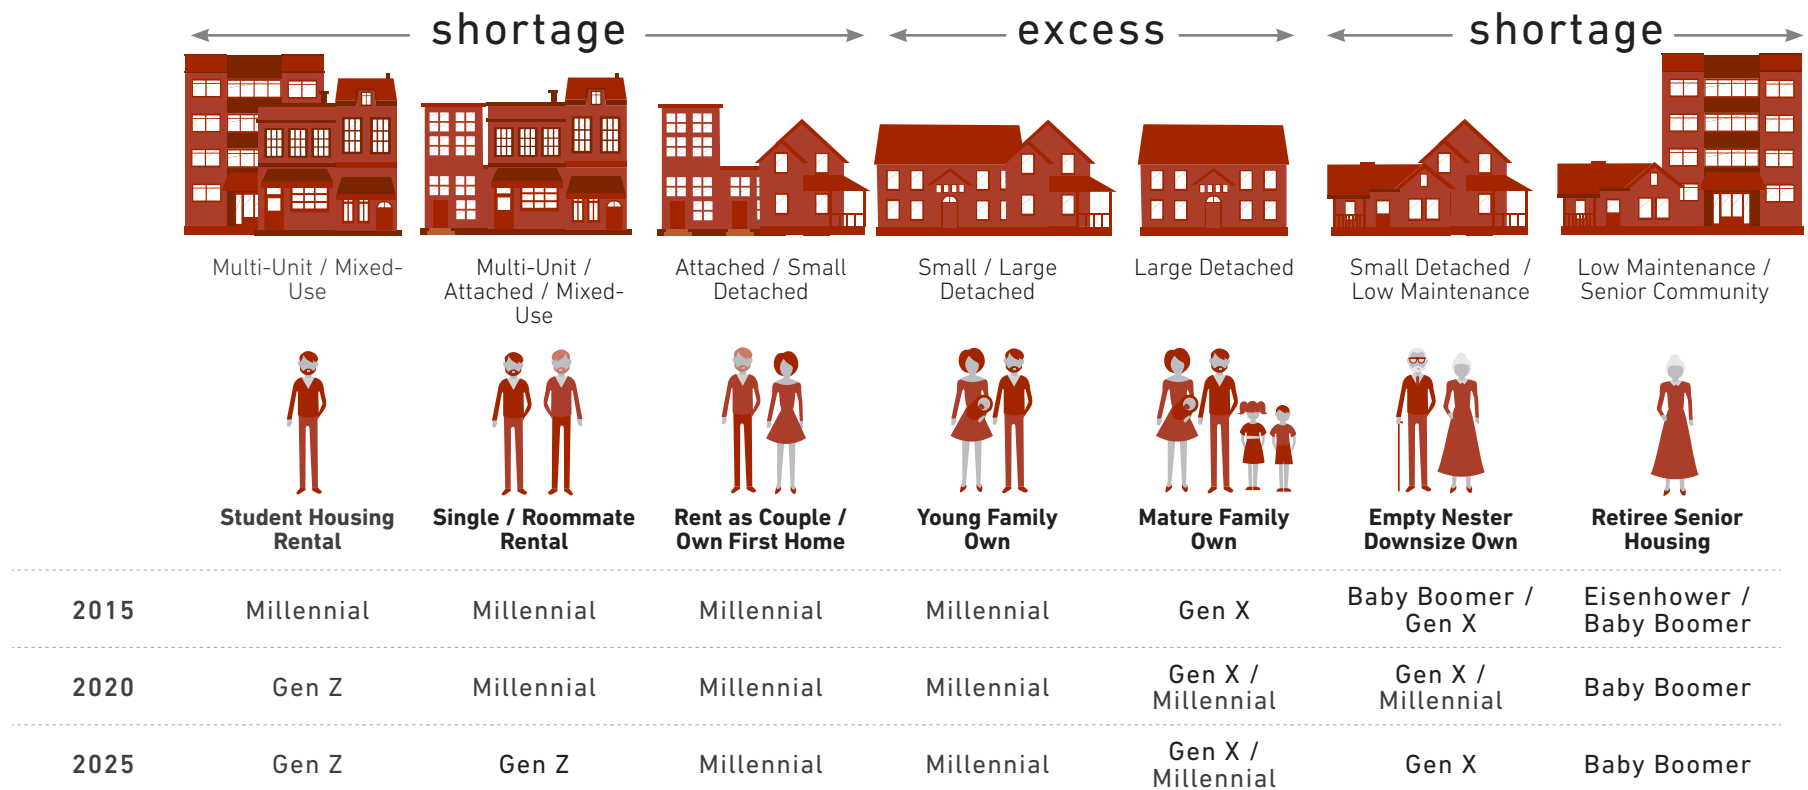 shortage
excess
shortage
Multi-Unit / Mixed-
Use
Multi-Unit /
Attached / Mixed-
Use
Attached / Small
Detached
Small / Large
Detached
Large Detached
Small Detached /
Low Maintenance
Low Maintenance /
Senior Community
Student Housing
Rental
Single / Roommate
Rental
Rent as Couple /
Own First Home
Young Family
Own
Mature Family
Own
Empty Nester
Downsize Own
Retiree Senior
Housing
2015
Millennial
Millennial
Millennial
Millennial
Gen X
Baby Boomer /
Gen X
Eisenhower /
Baby Boomer
2020
Gen Z
Millennial
Millennial
Millennial
Gen X /
Millennial
Gen X /
Millennial
Baby Boomer
2025
Gen Z
Gen Z
Millennial
Millennial
Gen X /
Millennial
Gen X
Baby Boomer